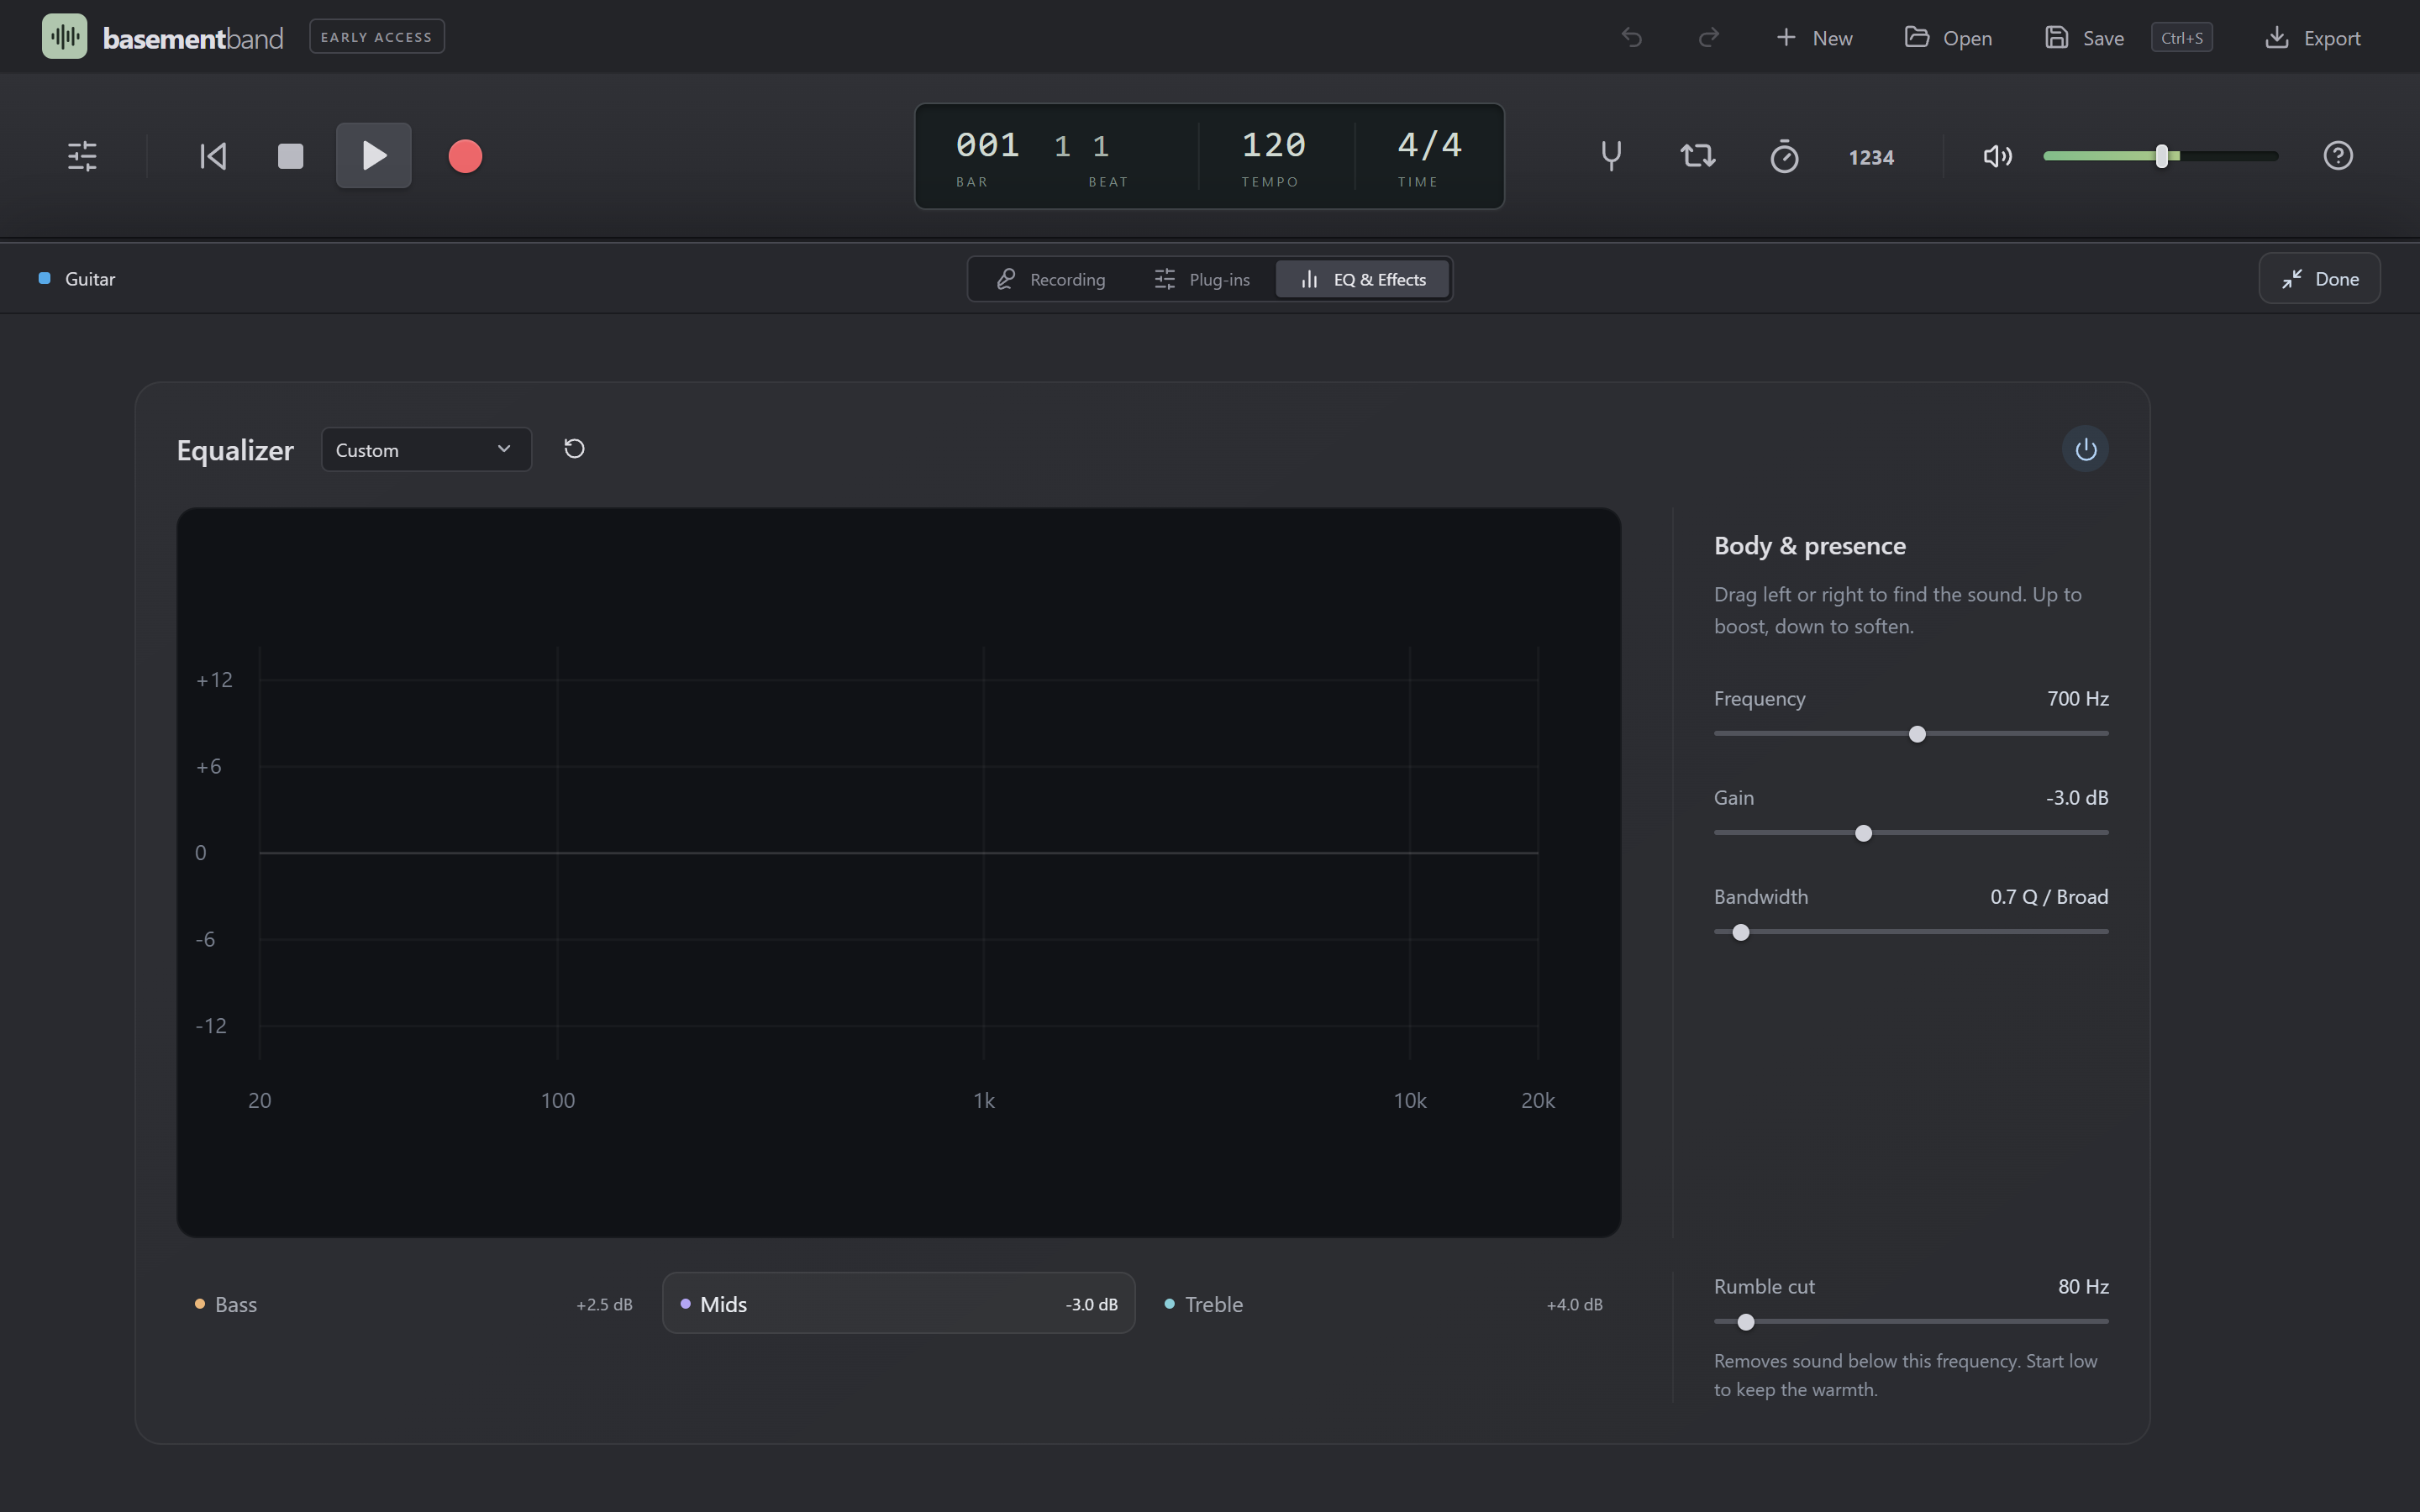 basementband EARLY ACCESS New Open Save Ctrl+S Export
001 1 1 120 4/4
BAR BEAT TEMPO TIME
1234
Guitar Recording Plug-ins EQ & Effects Done
Equalizer Custom
+12
+6
0
-6
-12
20 100 1k 10k 20k
Bass +2.5 dB Mids -3.0 dB Treble +4.0 dB
Body & presence
Drag left or right to find the sound. Up to
boost, down to soften.
Frequency 700 Hz
Gain -3.0 dB
Bandwidth 0.7 Q / Broad
Rumble cut 80 Hz
Removes sound below this frequency. Start low
to keep the warmth.